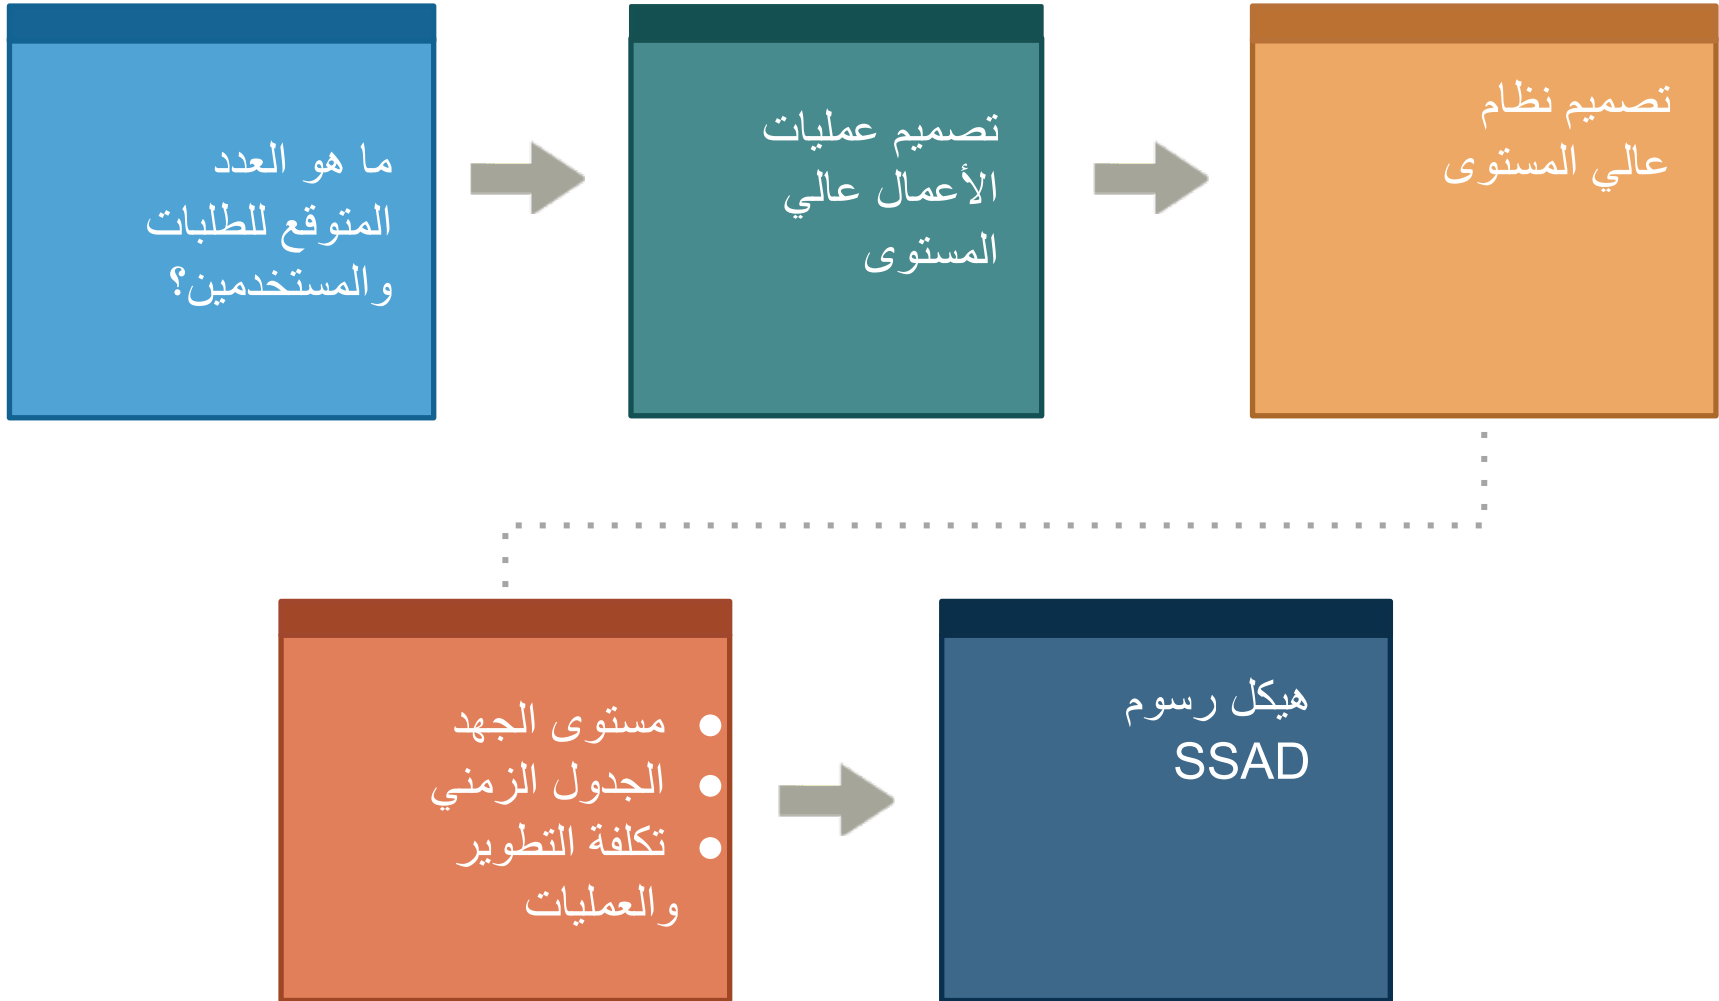 ما هو العدد
المتوقع للطلبات
والمستخدمين؟
تصميم عمليات
الأعمال عالي
المستوى
تصميم نظام
عالي المستوى
● مستوى الجهد
● الجدول الزمني
● تكلفة التطوير
والعمليات
هيكل رسوم
SSAD